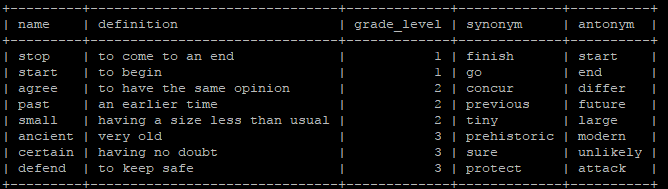 +---------+------------------------------+-------------+-------------+----------+
| name | definition | grade_level | synonym | antonym |
+---------+------------------------------+-------------+-------------+----------+
| stop | to come to an end | 1 | finish | start |
| start | to begin | 1 | go | end |
| agree | to have the same opinion | 2 | concur | differ |
| past | an earlier time | 2 | previous | future |
| small | having a size less than usual | 2 | tiny | large |
| ancient | very old | 3 | prehistoric | modern |
| certain | having no doubt | 3 | sure | unlikely |
| defend | to keep safe | 3 | protect | attack |
+---------+------------------------------+-------------+-------------+----------+